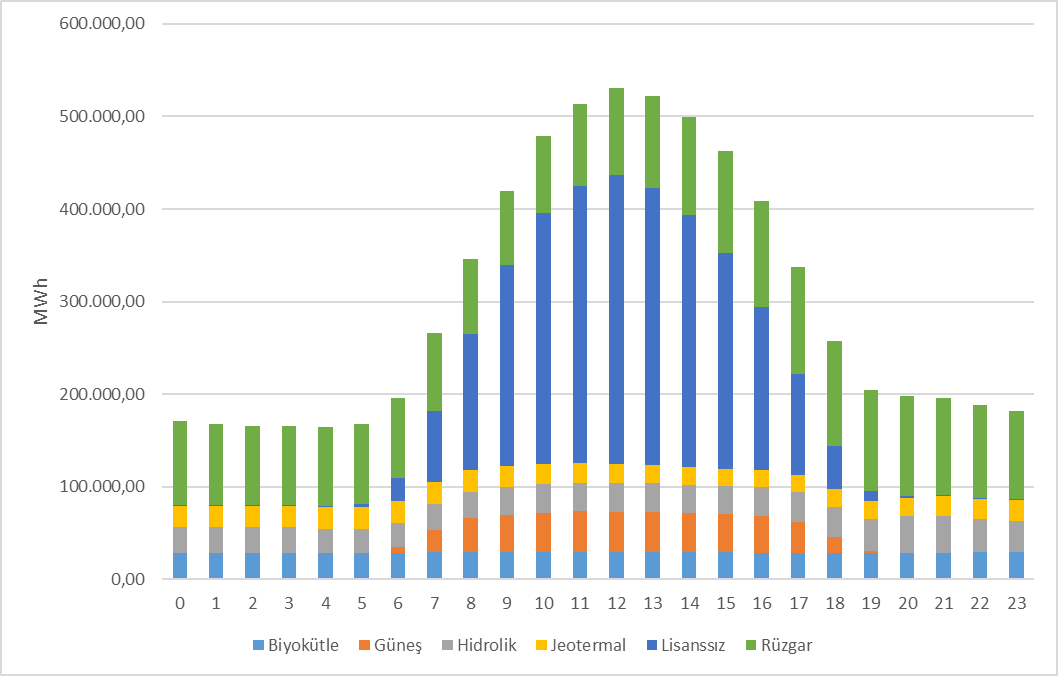 600.000,00
500.000,00
400.000,00
300.000,00
200.000,00
100.000,00
0,00
MWh
0 1 2 3 4 5 6 7 8 9 10 11 12 13 14 15 16 17 18 19 20 21 22 23
Biyokütle Güneş Hidrolik Jeotermal Lisanssız Rüzgar